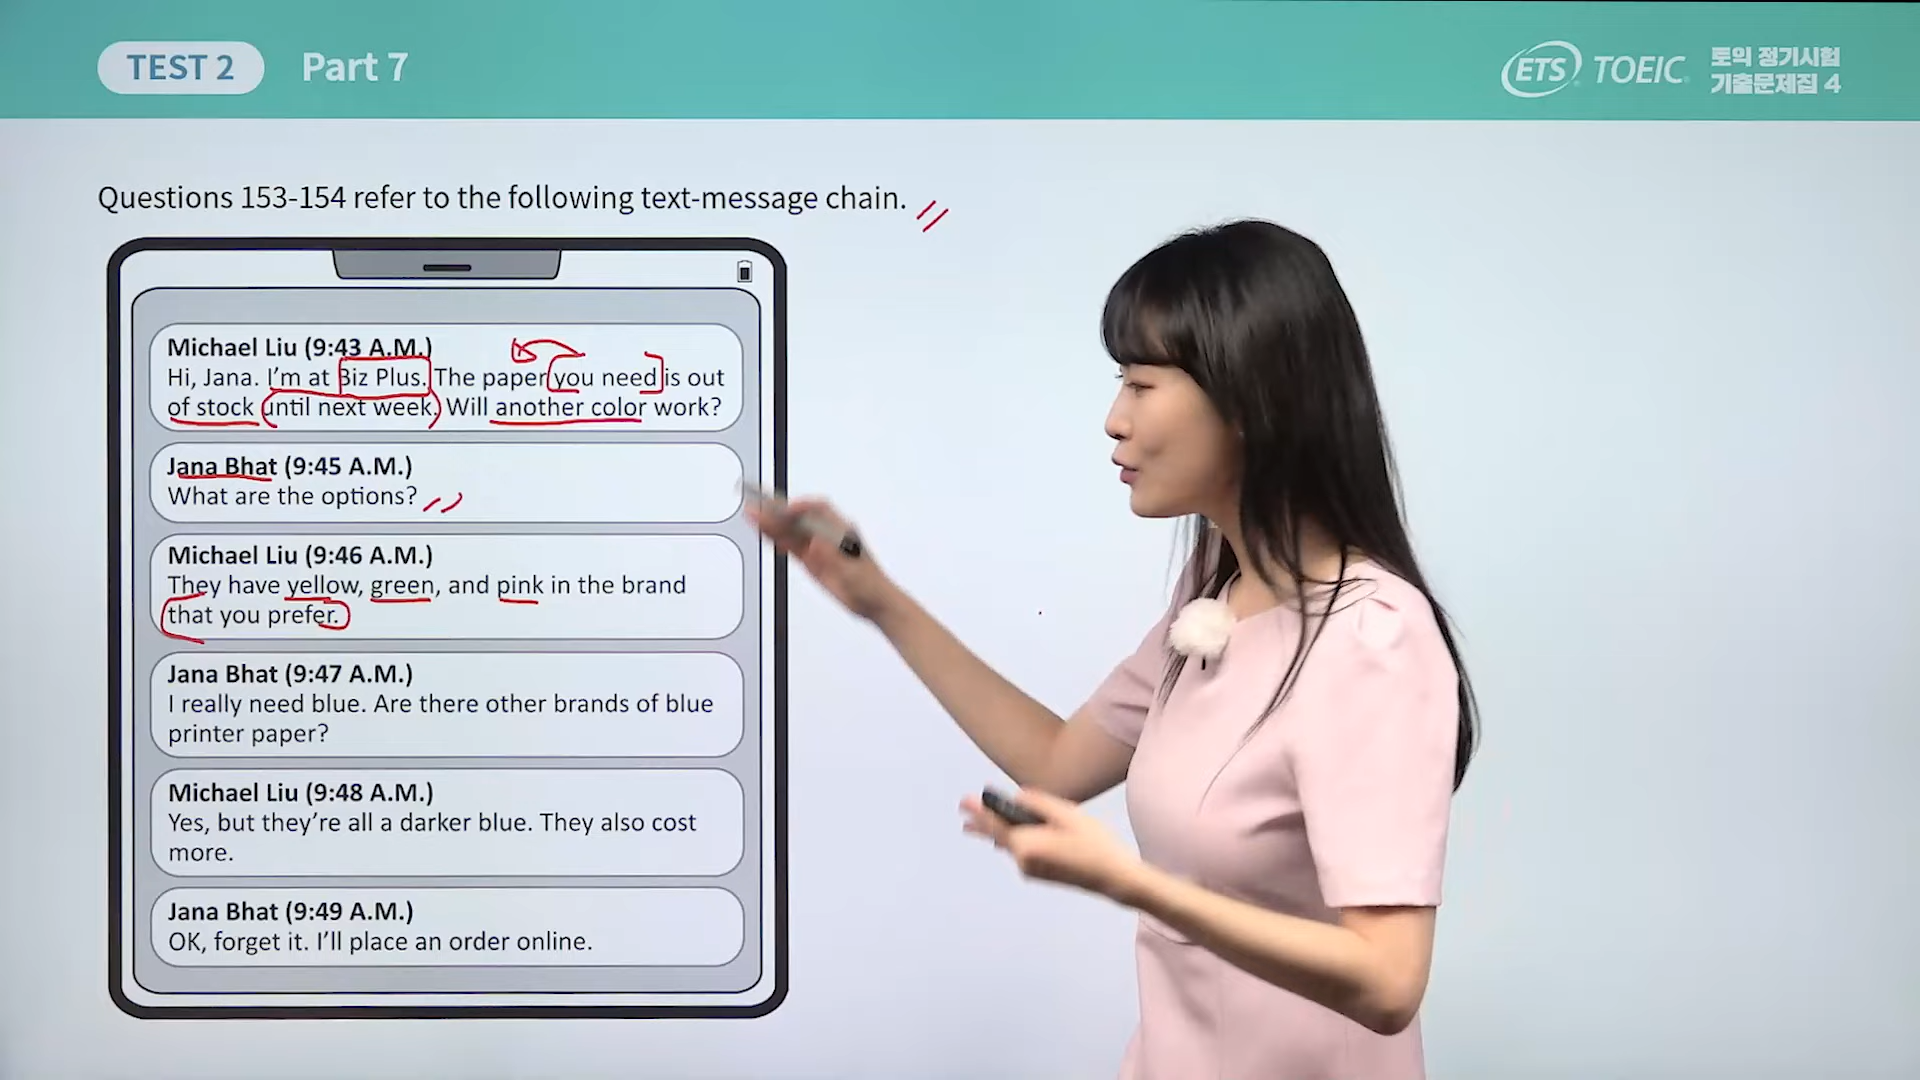 TEST 2
Part 7
ETS TOEIC
토익 정기시험
기출문제집 4
Questions 153-154 refer to the following text-message chain.
Michael Liu (9:43 A.M.)
Hi, Jana. I'm at Biz Plus. The paper you need is out
of stock until next week. Will another color work?
Jana Bhat (9:45 A.M.)
What are the options?
Michael Liu (9:46 A.M.)
They have yellow, green, and pink in the brand
that you prefer.
Jana Bhat (9:47 A.M.)
I really need blue. Are there other brands of blue
printer paper?
Michael Liu (9:48 A.M.)
Yes, but they're all a darker blue. They also cost
more.
Jana Bhat (9:49 A.M.)
OK, forget it. I'll place an order online.